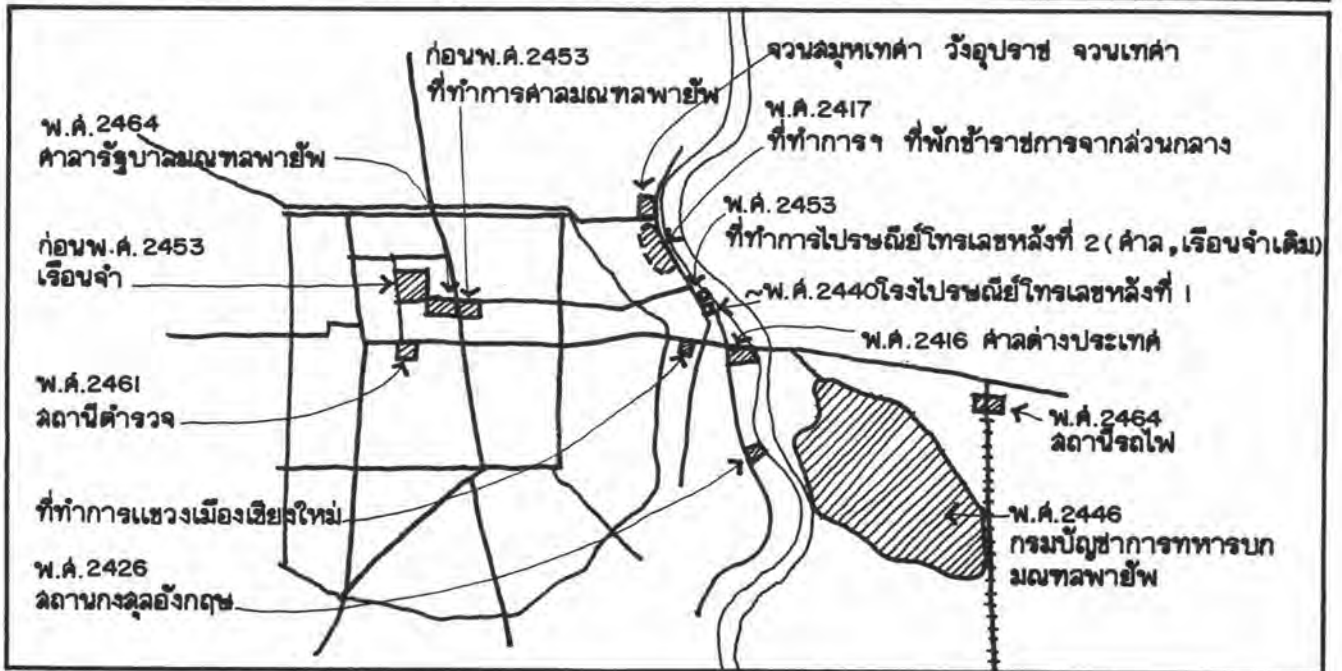 ก่อนพ.ศ.2453
ที่ทำการศาลมณฑลพายัพ
พ.ศ.2464
ศาลารัฐบาลมณฑลพายัพ
ก่อนพ.ศ.2453
เรือนจำ
พ.ศ.2461
สถานีตำรวจ
ที่ทำการแขวงเมืองเชียงใหม่
พ.ศ.2426
สถานกงสุลอังกฤษ
จวนสมุหเทศา วังอุปราช จวนเทศา
พ.ศ.2417
ที่ทำการฯ ที่พักข้าราชการจากส่วนกลาง
พ.ศ.2453
ที่ทำการไปรษณีย์โทรเลขหลังที่ 2 (ศาล,เรือนจำเดิม)
~พ.ศ.2440โรงไปรษณีย์โทรเลขหลังที่ 1
พ.ศ.2416 ศาลต่างประเทศ
พ.ศ.2464
สถานีรถไฟ
พ.ศ.2446
กรมบัญชาการทหารบก
มณฑลพายัพ